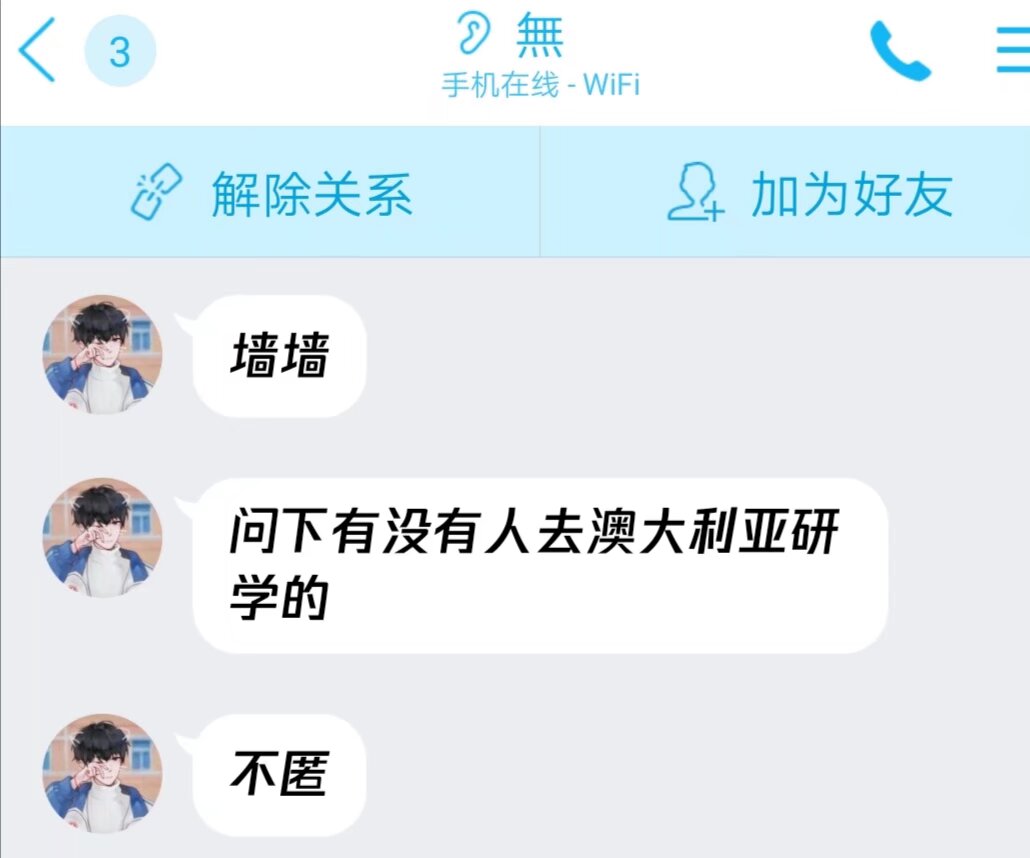 3
無
手机在线 - WiFi
解除关系
加为好友
墙墙
问下有没有人去澳大利亚研
学的
不匿